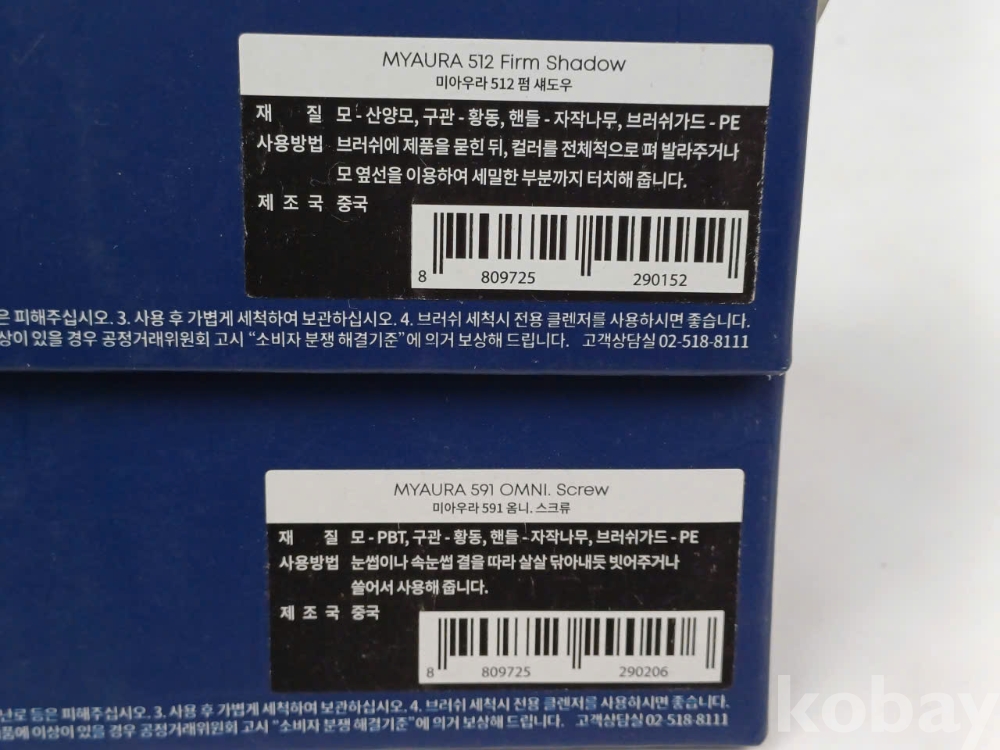 MYAURA 512 Firm Shadow
미아우라 512 펌 섀도우
재 질 모 - 산양모, 구관 - 황동, 핸들 - 자작나무, 브러쉬가드 - PE
사용방법 브러쉬에 제품을 묻힌 뒤, 컬러를 전체적으로 펴 발라주거나
모 옆선을 이용하여 세밀한 부분까지 터치해 줍니다.
제 조 국 중국
8 809725 290152
은 피해주십시오. 3. 사용 후 가볍게 세척하여 보관하십시오. 4. 브러쉬 세척시 전용 클렌저를 사용하시면 좋습니다.
상이 있을 경우 공정거래위원회 고시 “소비자 분쟁 해결기준”에 의거 보상해 드립니다. 고객상담실 02-518-8111
MYAURA 591 OMNI. Screw
미아우라 591 옴니. 스크류
재 질 모 - PBT, 구관 - 황동, 핸들 - 자작나무, 브러쉬가드 - PE
사용방법 눈썹이나 속눈썹 결을 따라 살살 닦아내듯 빗어주거나
쓸어서 사용해 줍니다.
제 조 국 중국
8 809725 290206
난로 등은 피해주십시오. 3. 사용 후 가볍게 세척하여 보관하십시오. 4. 브러쉬 세척시 전용 클렌저를 사용하시면 좋습니다.
품에 이상이 있을 경우 공정거래위원회 고시 “소비자 분쟁 해결기준”에 의거 보상해 드립니다. 고객상담실 02-518-8111
kobay